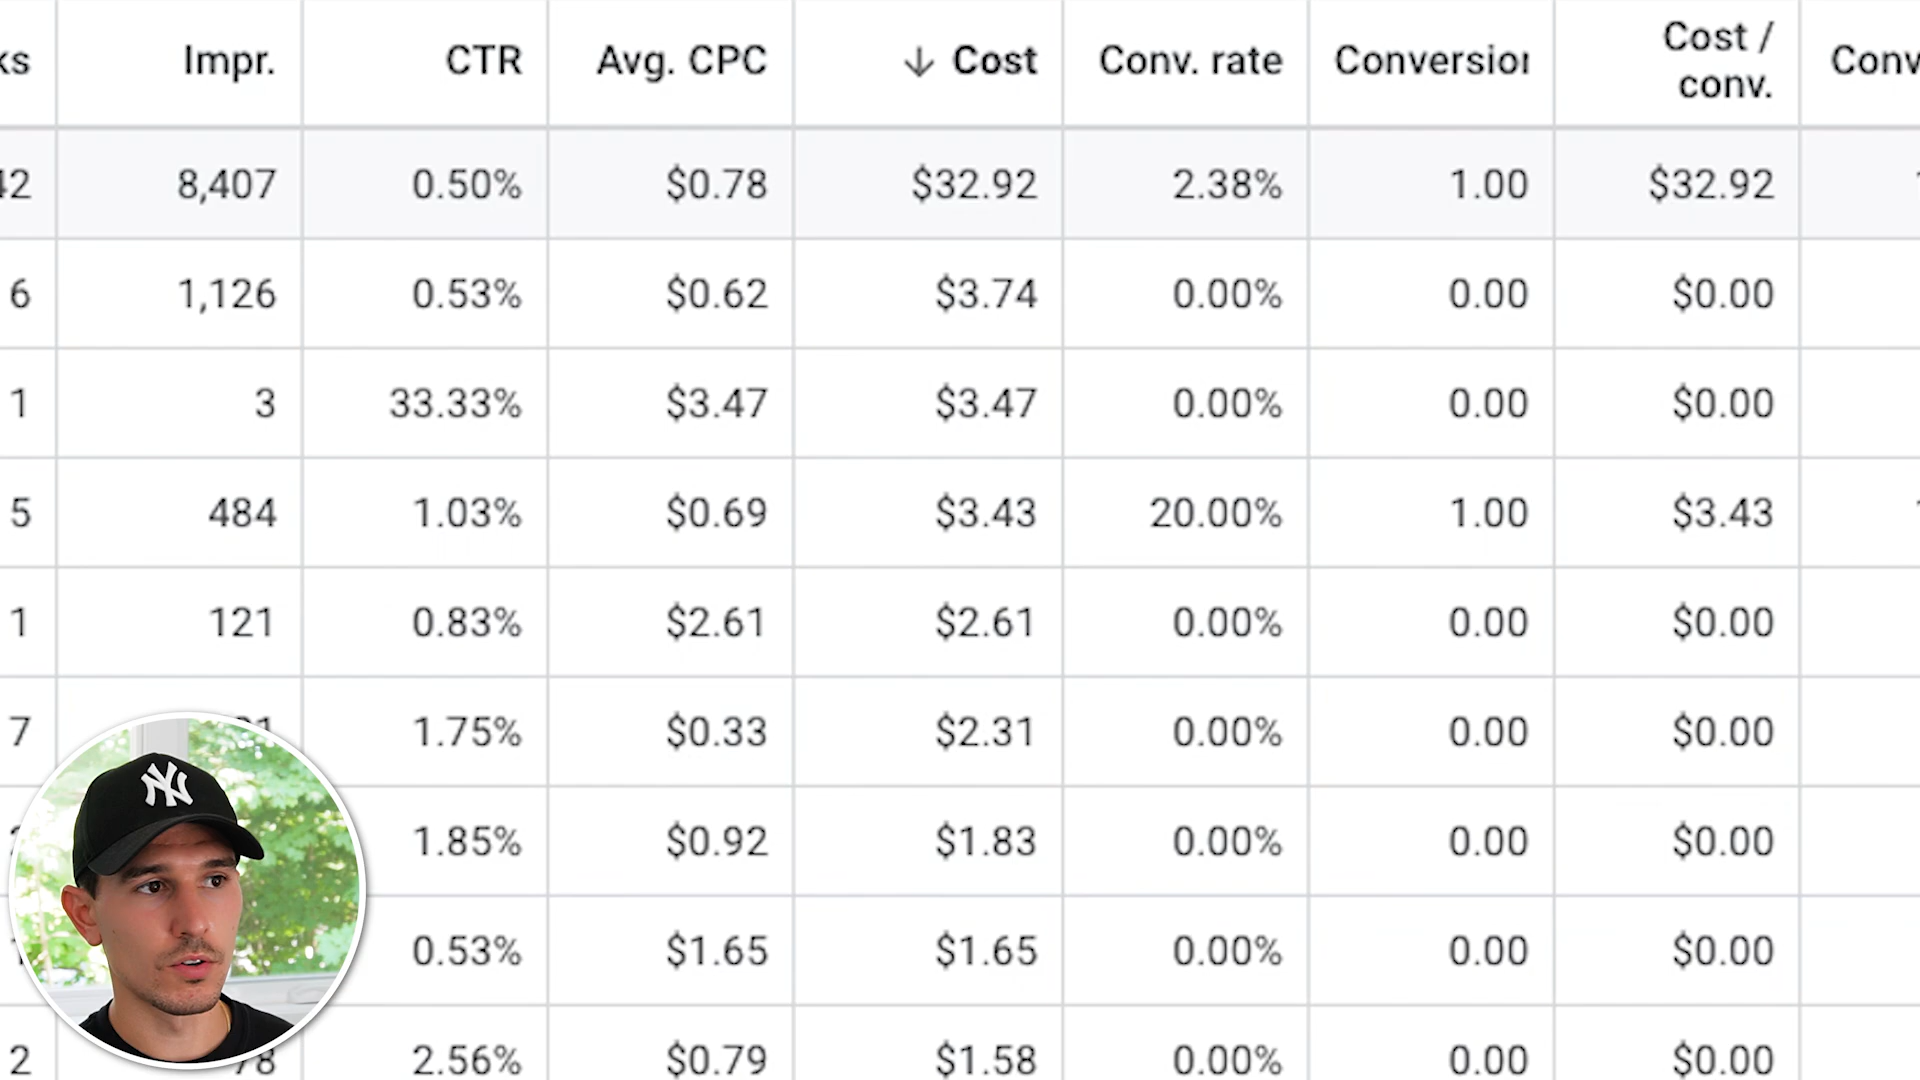 ks Impr. CTR Avg. CPC ↓ Cost Conv. rate Conversion Cost / conv. Conv
42 8,407 0.50% $0.78 $32.92 2.38% 1.00 $32.92
6 1,126 0.53% $0.62 $3.74 0.00% 0.00 $0.00
1 3 33.33% $3.47 $3.47 0.00% 0.00 $0.00
5 484 1.03% $0.69 $3.43 20.00% 1.00 $3.43
1 121 0.83% $2.61 $2.61 0.00% 0.00 $0.00
7 1.75% $0.33 $2.31 0.00% 0.00 $0.00
1.85% $0.92 $1.83 0.00% 0.00 $0.00
0.53% $1.65 $1.65 0.00% 0.00 $0.00
2 78 2.56% $0.79 $1.58 0.00% 0.00 $0.00
NY